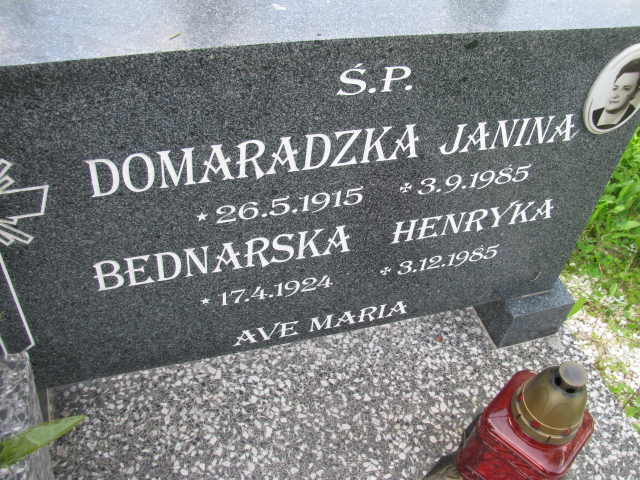 Ś.P.
DOMARADZKA JANINA
* 26.5.1915 ✝ 3.9.1985
BEDNARSKA HENRYKA
* 17.4.1924 ✝ 3.12.1985
AVE MARIA